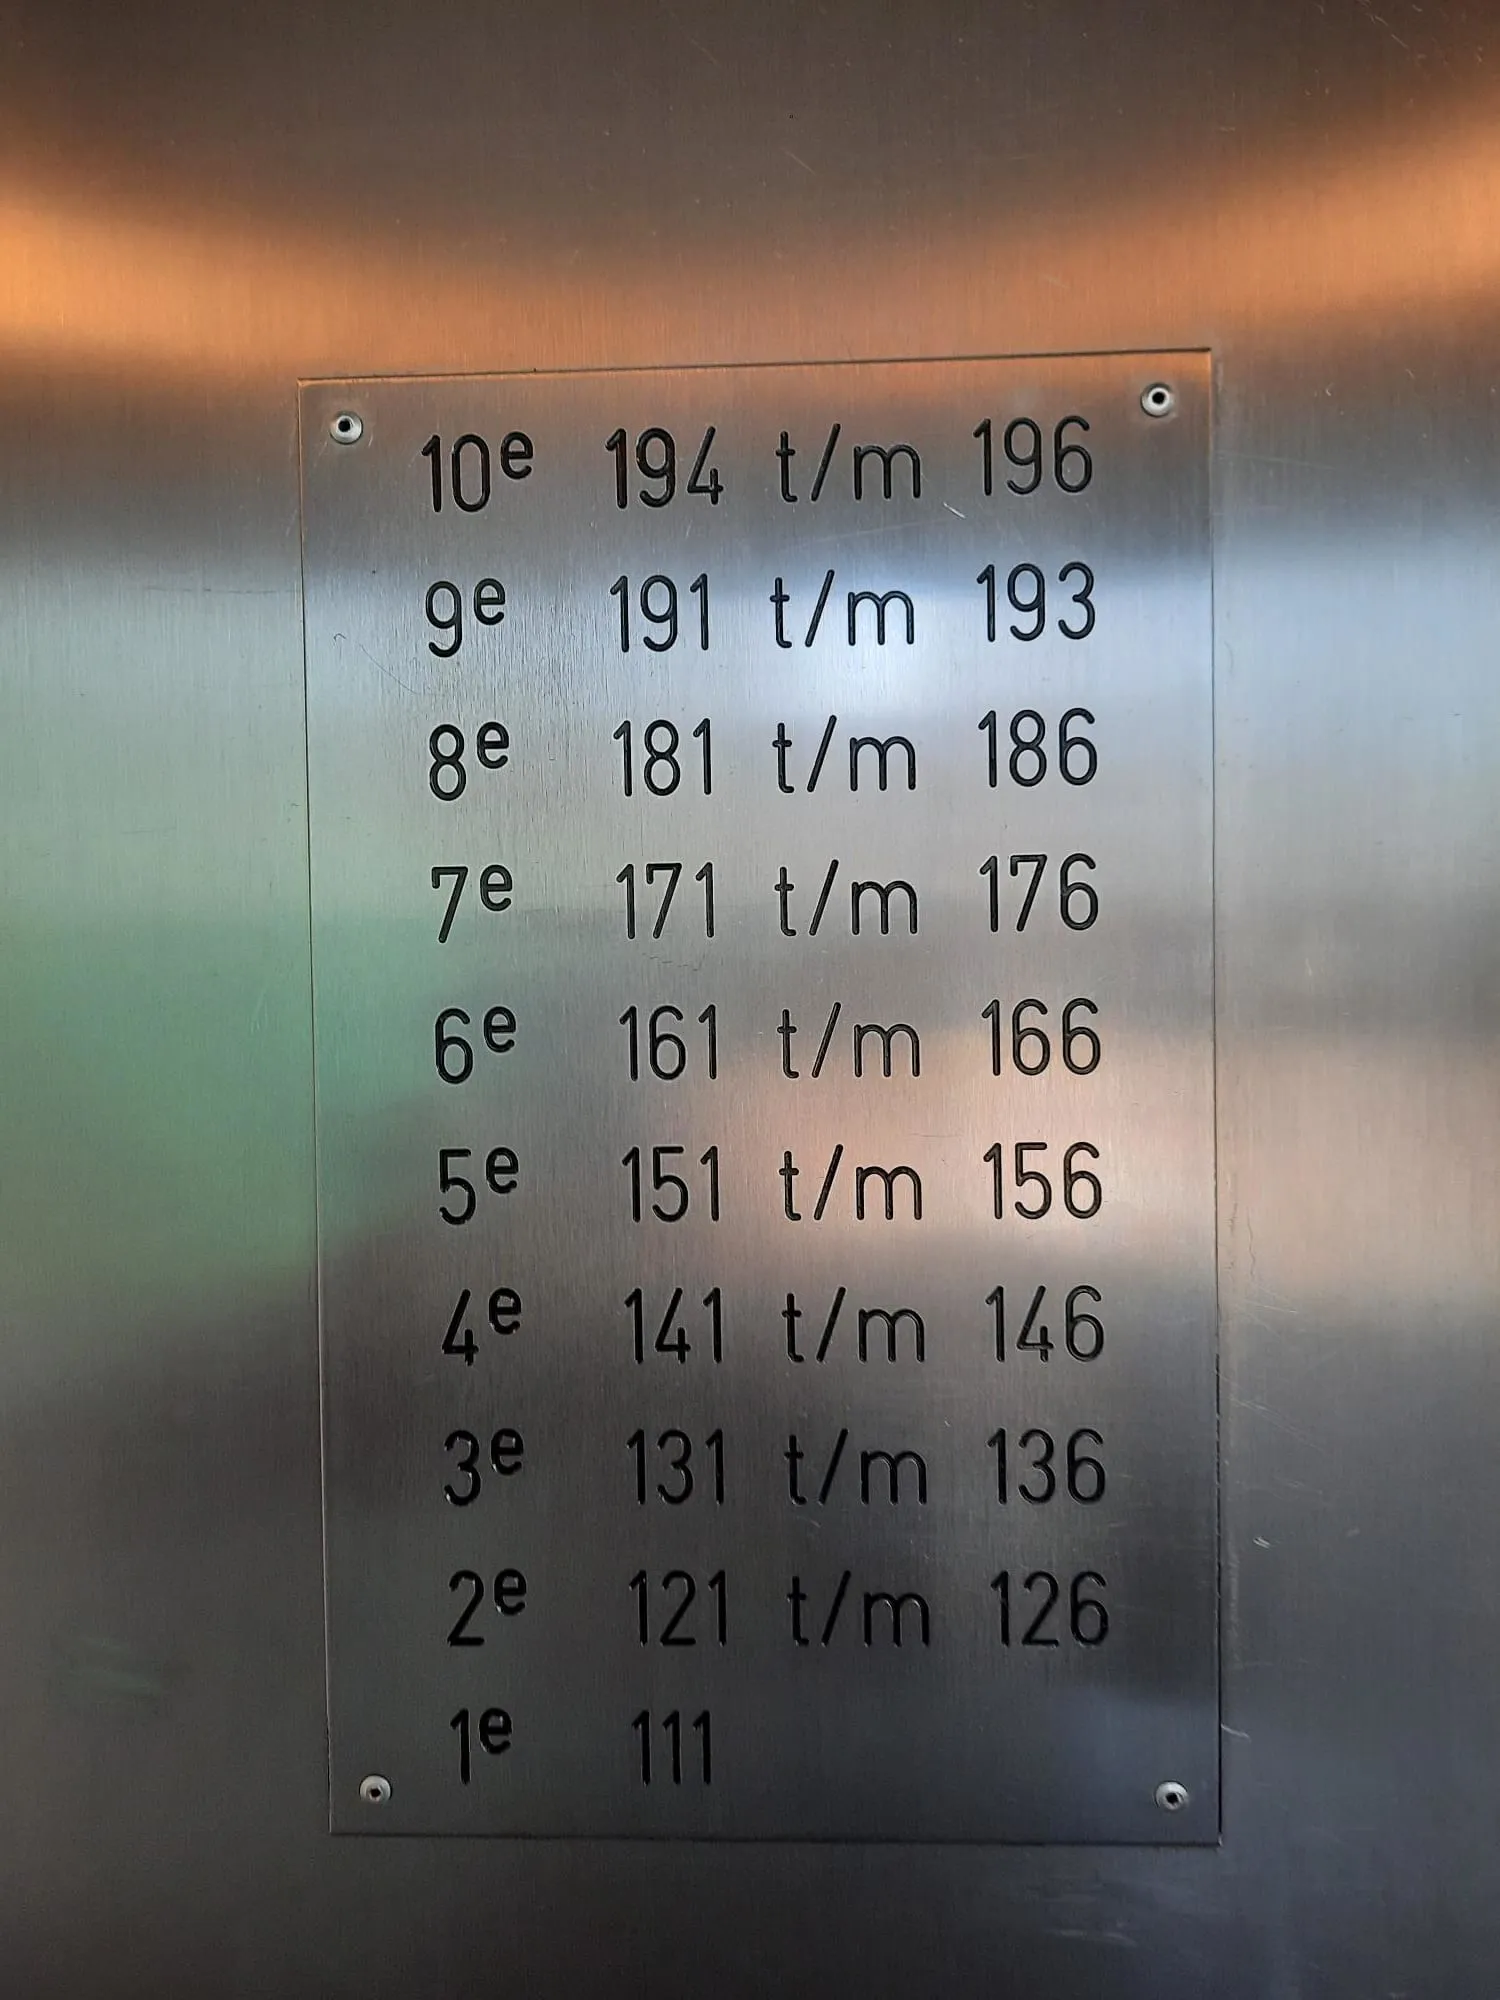 10e 194 t/m 196
9e 191 t/m 193
8e 181 t/m 186
7e 171 t/m 176
6e 161 t/m 166
5e 151 t/m 156
4e 141 t/m 146
3e 131 t/m 136
2e 121 t/m 126
1e 111